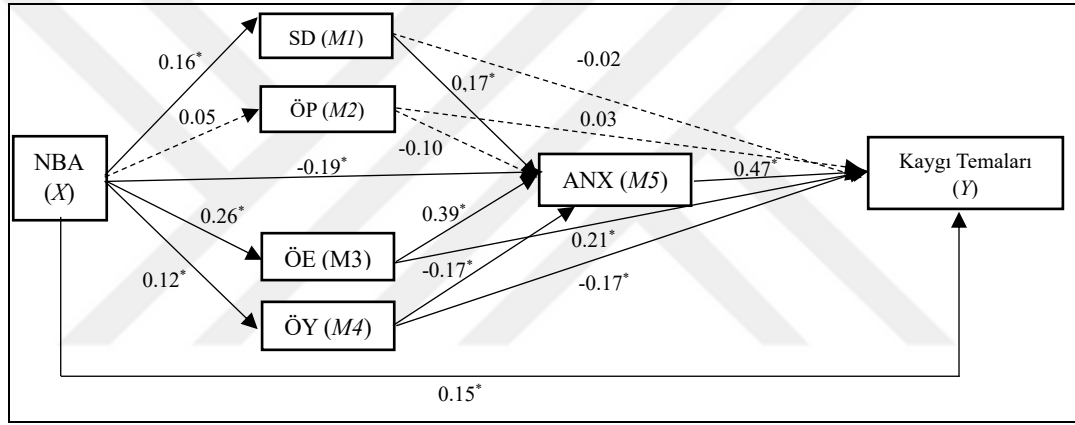 SD (M1)
-0.02
0.16*
0,17*
ÖP (M2)
0.05
0.03
-0.10
NBA
(X)
-0.19*
ANX (M5)
0.47*
Kaygı Temaları
(Y)
0.26*
0.39*
ÖE (M3)
0.21*
-0.17*
0.12*
-0.17*
ÖY (M4)
0.15*